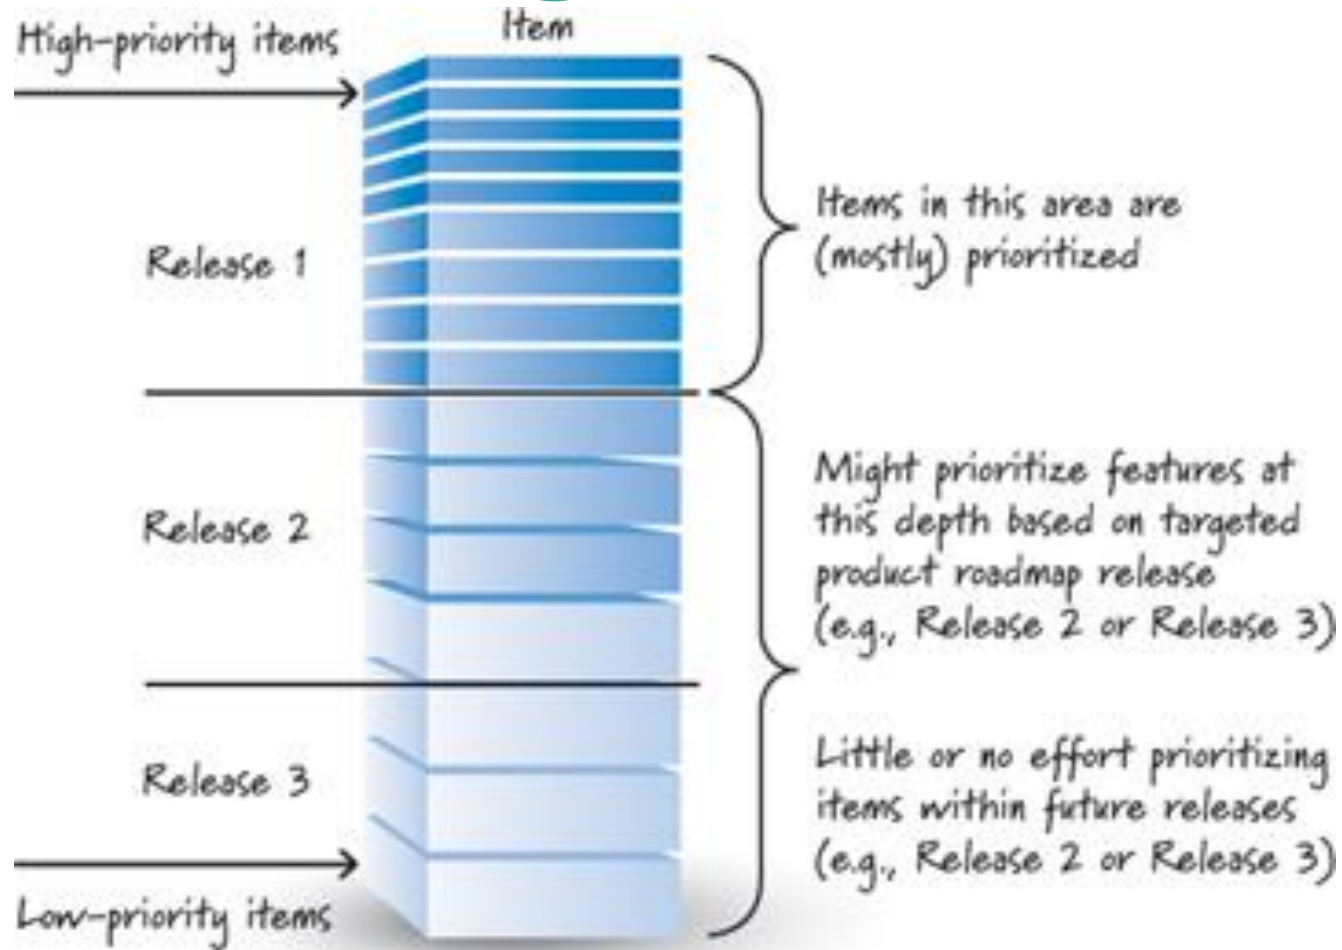 High-priority items
Item
Release 1
Items in this area are
(mostly) prioritized
Release 2
Might prioritize features at
this depth based on targeted
product roadmap release
(e.g., Release 2 or Release 3)
Release 3
Little or no effort prioritizing
items within future releases
(e.g., Release 2 or Release 3)
Low-priority items